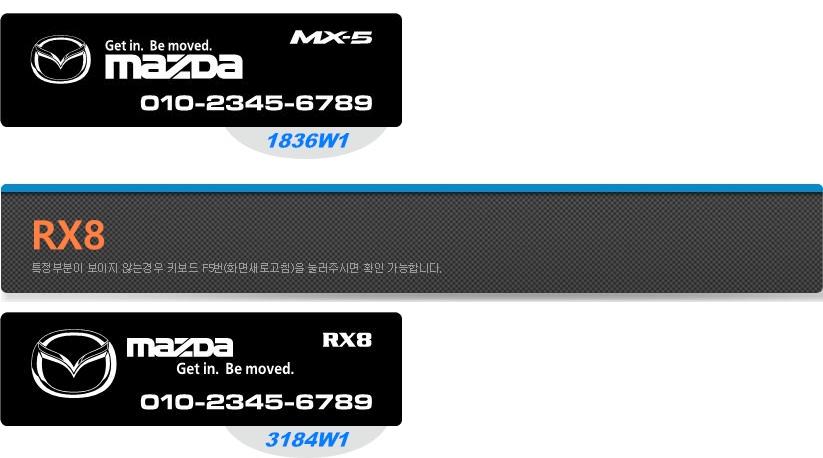 Get in. Be moved.
mazda
MX-5
010-2345-6789
1836W1
RX8
특정부분이 보이지 않는경우 키보드 F5번(화면새로고침)을 눌러주시면 확인 가능합니다.
mazda
RX8
Get in. Be moved.
010-2345-6789
3184W1